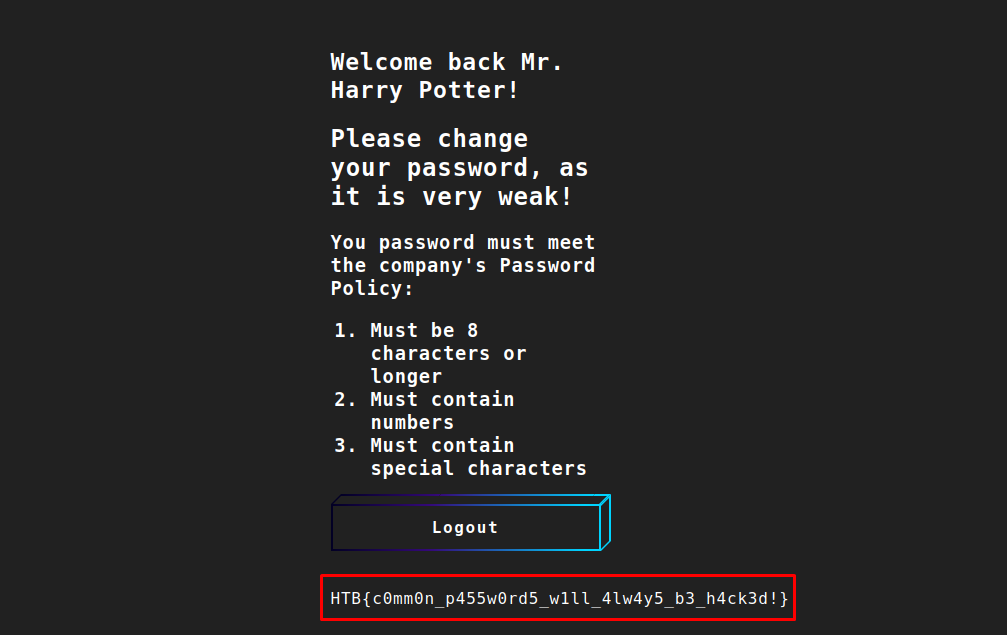 Welcome back Mr.
Harry Potter!
Please change
your password, as
it is very weak!
You password must meet
the company's Password
Policy:
1. Must be 8
characters or
longer
2. Must contain
numbers
3. Must contain
special characters
Logout
HTB{c0mm0n_p455w0rd5_w1ll_4lw4y5_b3_h4ck3d!}